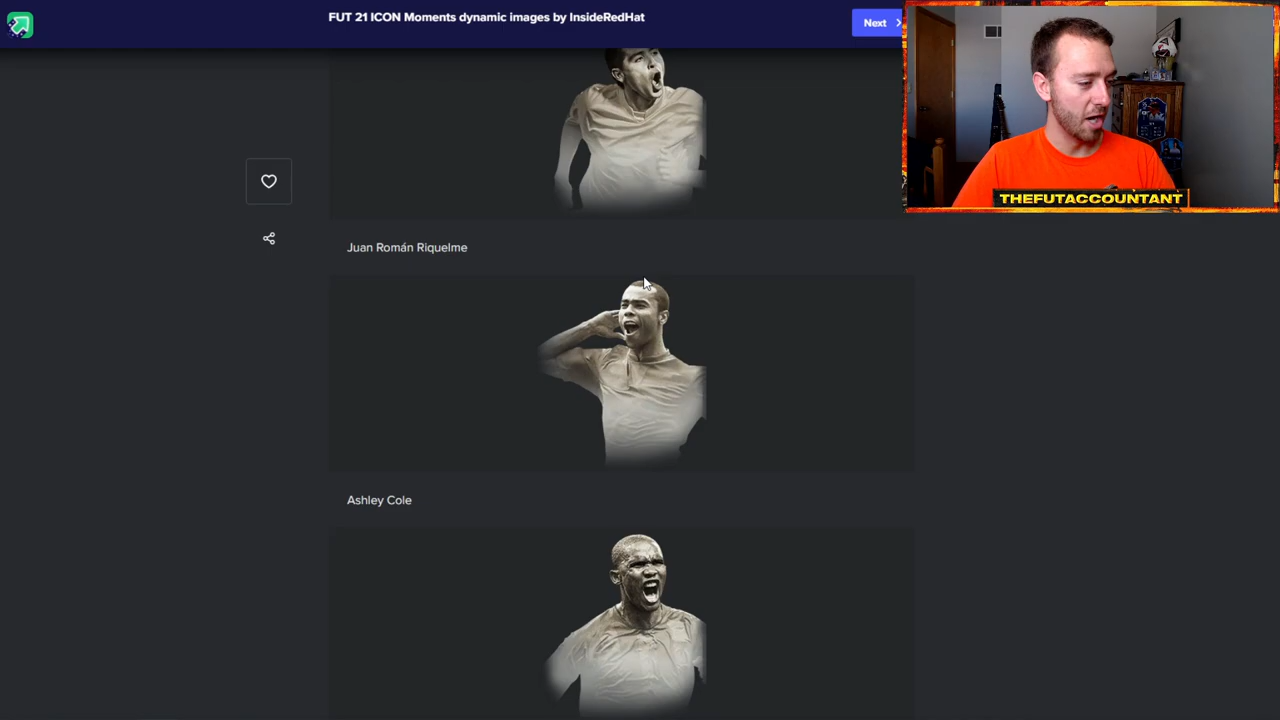 FUT 21 ICON Moments dynamic images by InsideRedHat
Next
THEFUTACCOUNTANT
Juan Román Riquelme
Ashley Cole